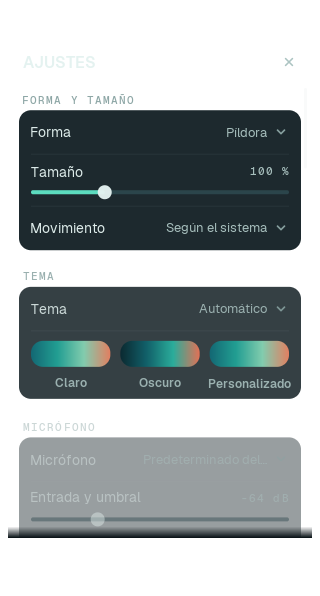 AJUSTES ✕
FORMA Y TAMAÑO
Forma Píldora
Tamaño 100 %
Movimiento Según el sistema
TEMA
Tema Automático
Claro Oscuro Personalizado
MICRÓFONO
Micrófono Predeterminado del…
Entrada y umbral -64 dB